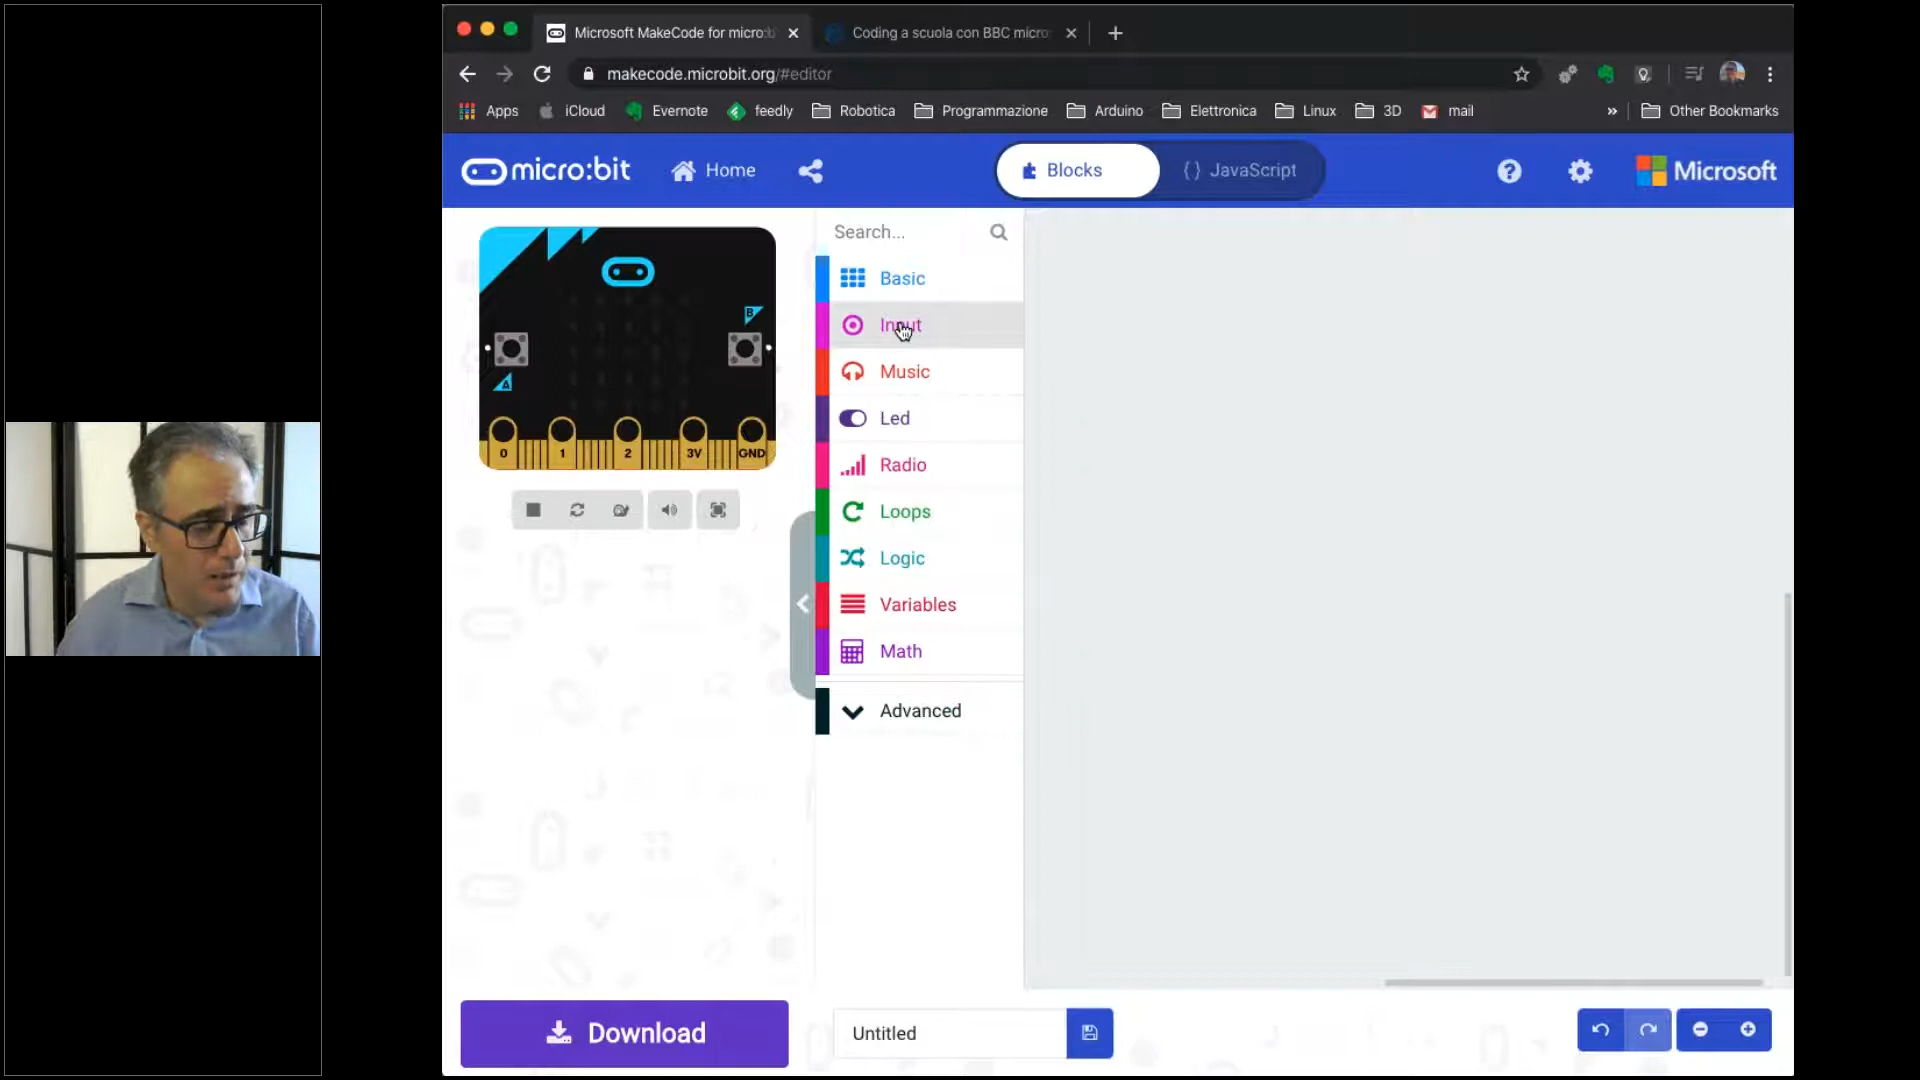 Microsoft MakeCode for micro:b
Coding a scuola con BBC micro:
makecode.microbit.org/#editor
Apps
iCloud
Evernote
feedly
Robotica
Programmazione
Arduino
Elettronica
Linux
3D
mail
»
Other Bookmarks
micro:bit
Home
Blocks
{} JavaScript
?
Microsoft
Search...
Basic
Input
Music
Led
Radio
Loops
Logic
Variables
Math
Advanced
B
A
0
1
2
3V
GND
Download
Untitled